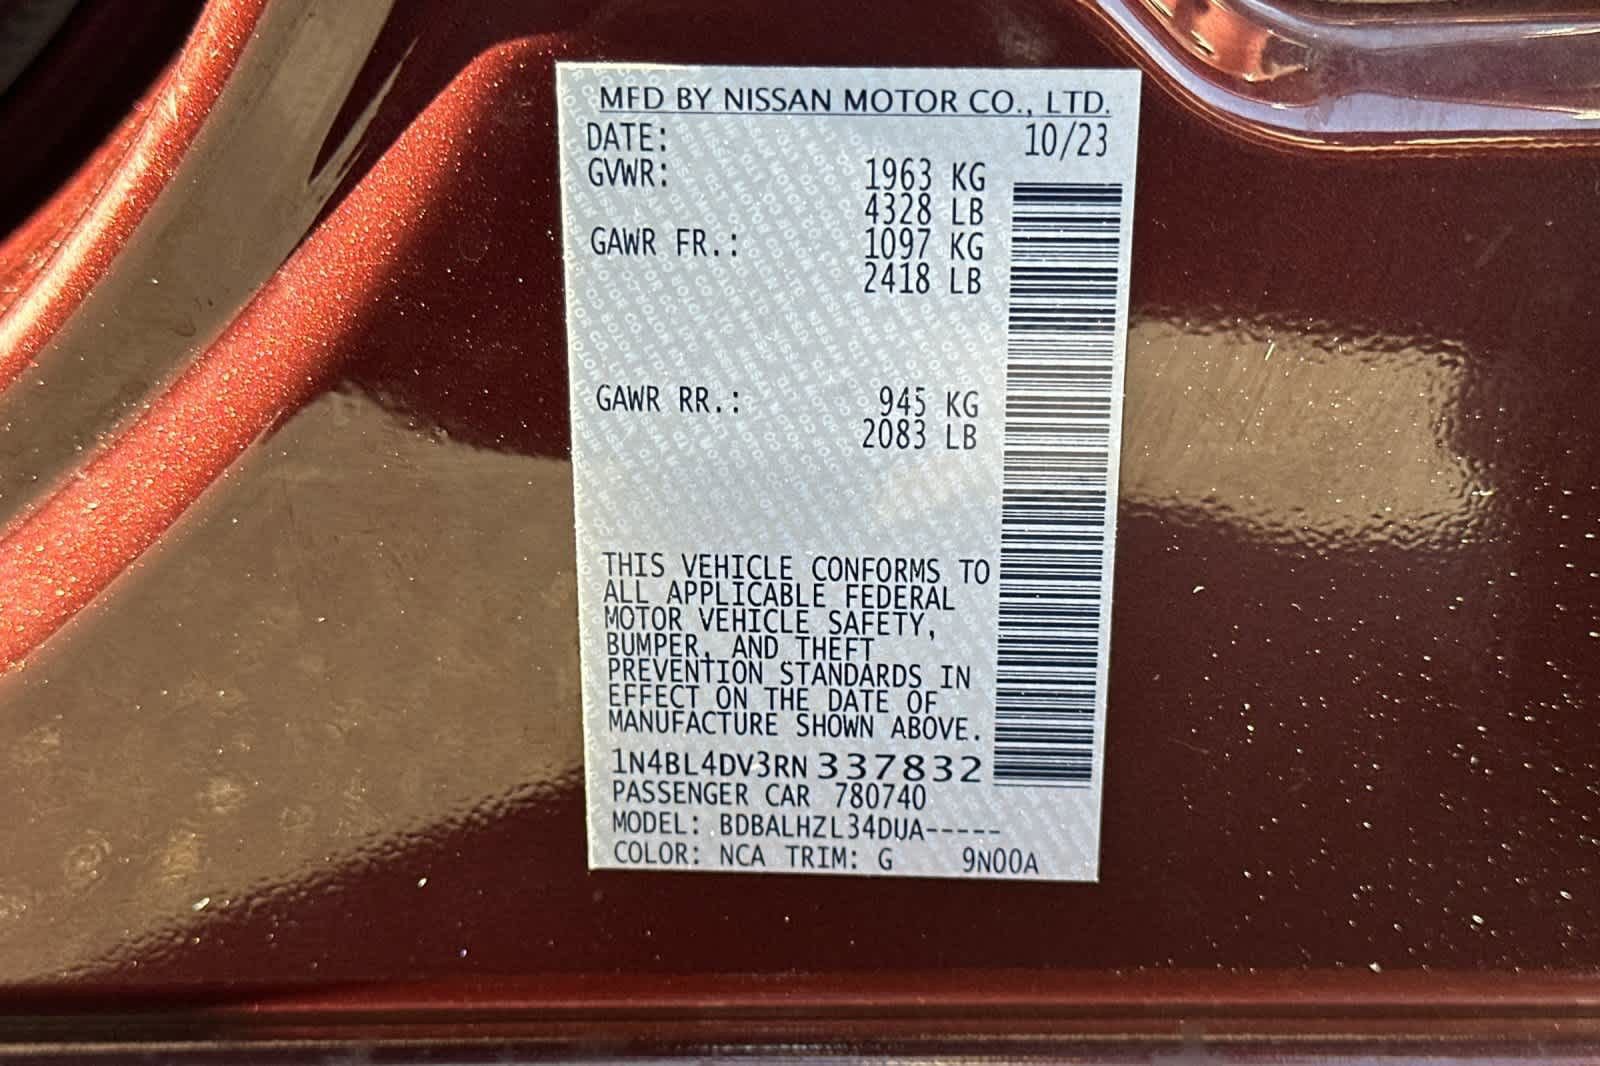 MFD BY NISSAN MOTOR CO., LTD.
DATE: 10/23
GVWR: 1963 KG
4328 LB
GAWR FR.: 1097 KG
2418 LB
GAWR RR.: 945 KG
2083 LB
THIS VEHICLE CONFORMS TO
ALL APPLICABLE FEDERAL
MOTOR VEHICLE SAFETY,
BUMPER, AND THEFT
PREVENTION STANDARDS IN
EFFECT ON THE DATE OF
MANUFACTURE SHOWN ABOVE.
1N4BL4DV3RN337832
PASSENGER CAR 780740
MODEL: BDBALHZL34DUA-----
COLOR: NCA TRIM: G 9N00A